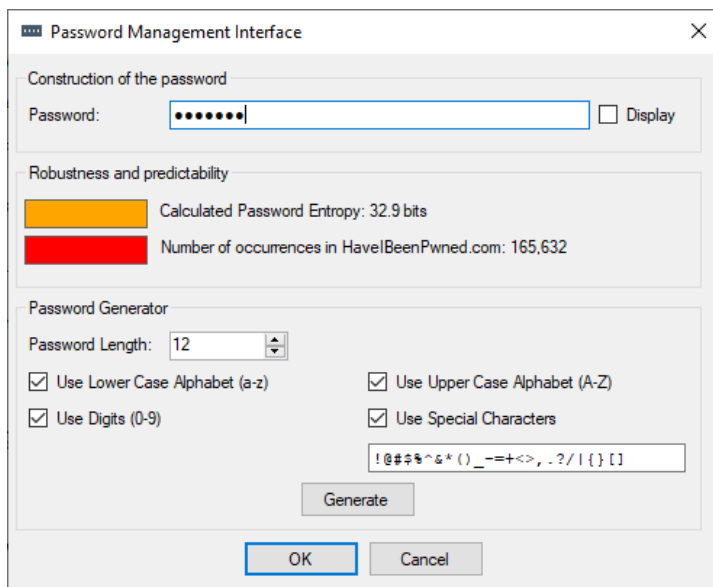 Password Management Interface
Construction of the password
Password: ●●●●●●● Display
Robustness and predictability
Calculated Password Entropy: 32.9 bits
Number of occurrences in HaveIBeenPwned.com: 165,632
Password Generator
Password Length: 12
Use Lower Case Alphabet (a-z) Use Upper Case Alphabet (A-Z)
Use Digits (0-9) Use Special Characters
!@#$%^&*()_-=+<>,.?/|{}[]
Generate
OK Cancel